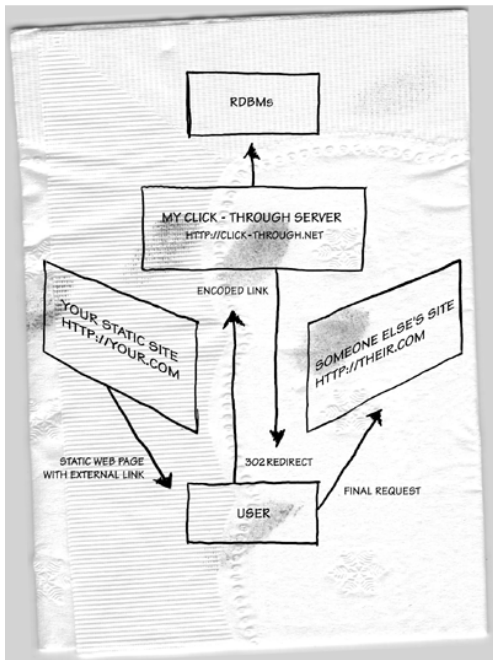 RDBMs
MY CLICK - THROUGH SERVER
HTTP://CLICK-THROUGH.NET
ENCODED LINK
YOUR STATIC SITE
HTTP://YOUR.COM
SOMEONE ELSE'S SITE
HTTP://THEIR.COM
STATIC WEB PAGE
WITH EXTERNAL LINK
302 REDIRECT
FINAL REQUEST
USER